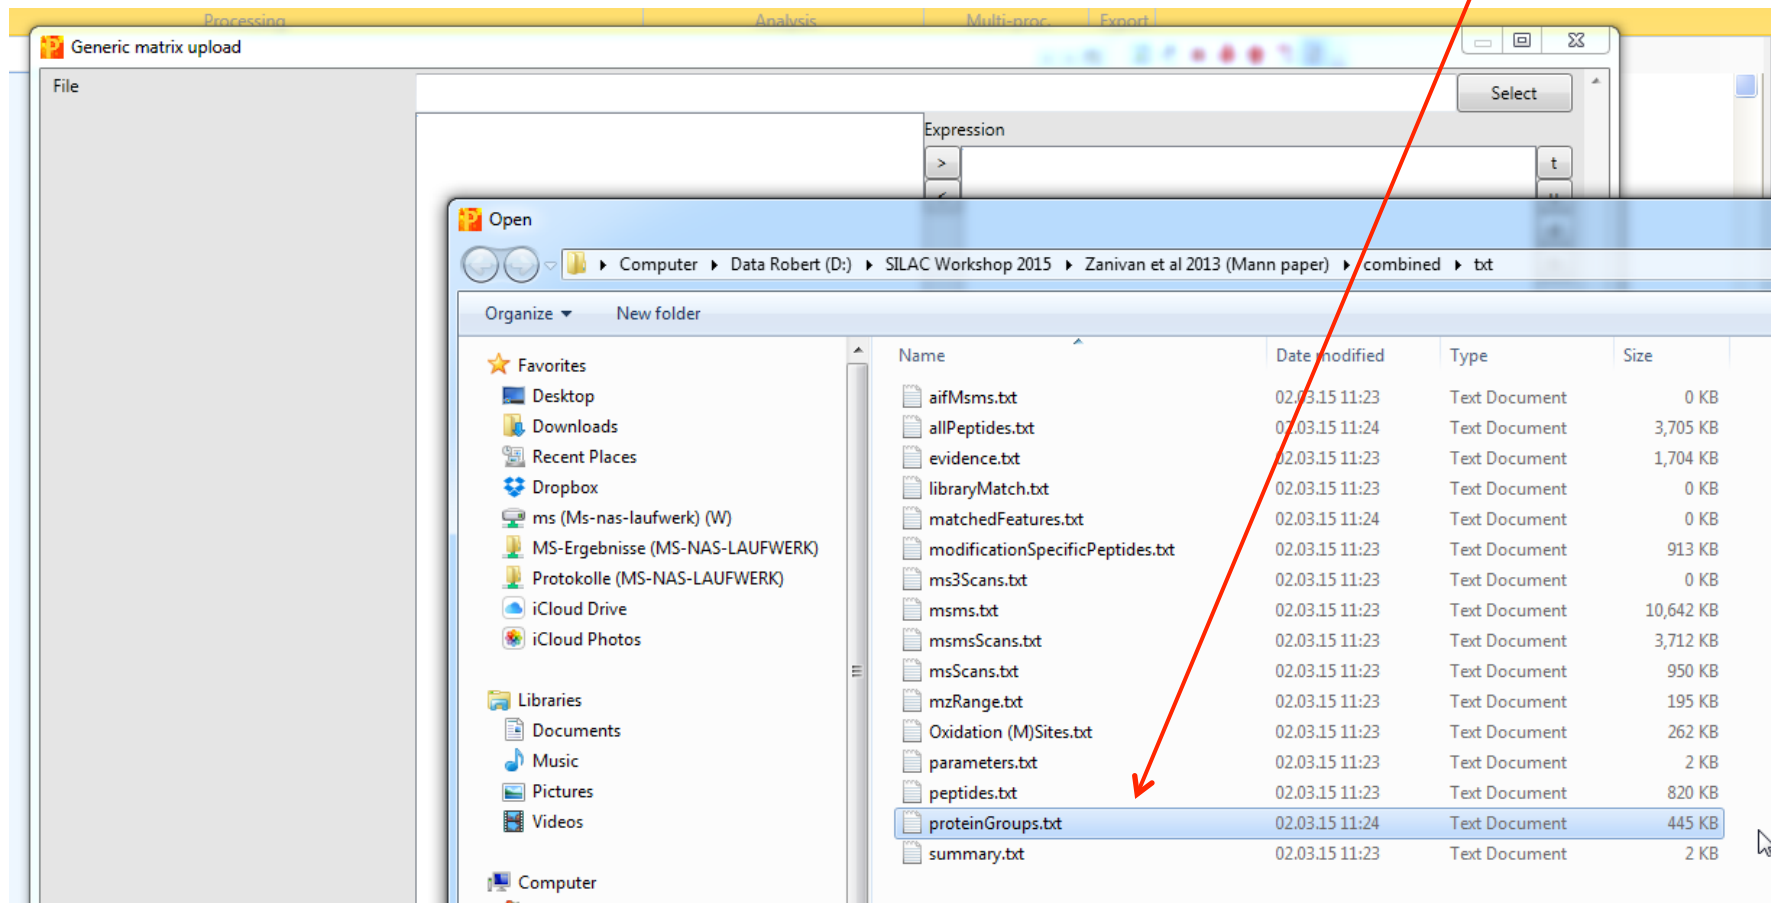 Processing Analysis Multi-proc. Export
Generic matrix upload
File
Select
Expression
> t
<
Open
Computer Data Robert (D:) SILAC Workshop 2015 Zanivan et al 2013 (Mann paper) combined txt
Organize New folder
Name Date modified Type Size
Favorites
Desktop
Downloads
Recent Places
Dropbox
ms (Ms-nas-laufwerk) (W)
MS-Ergebnisse (MS-NAS-LAUFWERK)
Protokolle (MS-NAS-LAUFWERK)
iCloud Drive
iCloud Photos
Libraries
Documents
Music
Pictures
Videos
Computer
aifMsms.txt 02.03.15 11:23 Text Document 0 KB
allPeptides.txt 02.03.15 11:24 Text Document 3,705 KB
evidence.txt 02.03.15 11:23 Text Document 1,704 KB
libraryMatch.txt 02.03.15 11:23 Text Document 0 KB
matchedFeatures.txt 02.03.15 11:24 Text Document 0 KB
modificationSpecificPeptides.txt 02.03.15 11:23 Text Document 913 KB
ms3Scans.txt 02.03.15 11:23 Text Document 0 KB
msms.txt 02.03.15 11:23 Text Document 10,642 KB
msmsScans.txt 02.03.15 11:23 Text Document 3,712 KB
msScans.txt 02.03.15 11:23 Text Document 950 KB
mzRange.txt 02.03.15 11:23 Text Document 195 KB
Oxidation (M)Sites.txt 02.03.15 11:23 Text Document 262 KB
parameters.txt 02.03.15 11:23 Text Document 2 KB
peptides.txt 02.03.15 11:23 Text Document 820 KB
proteinGroups.txt 02.03.15 11:24 Text Document 445 KB
summary.txt 02.03.15 11:23 Text Document 2 KB